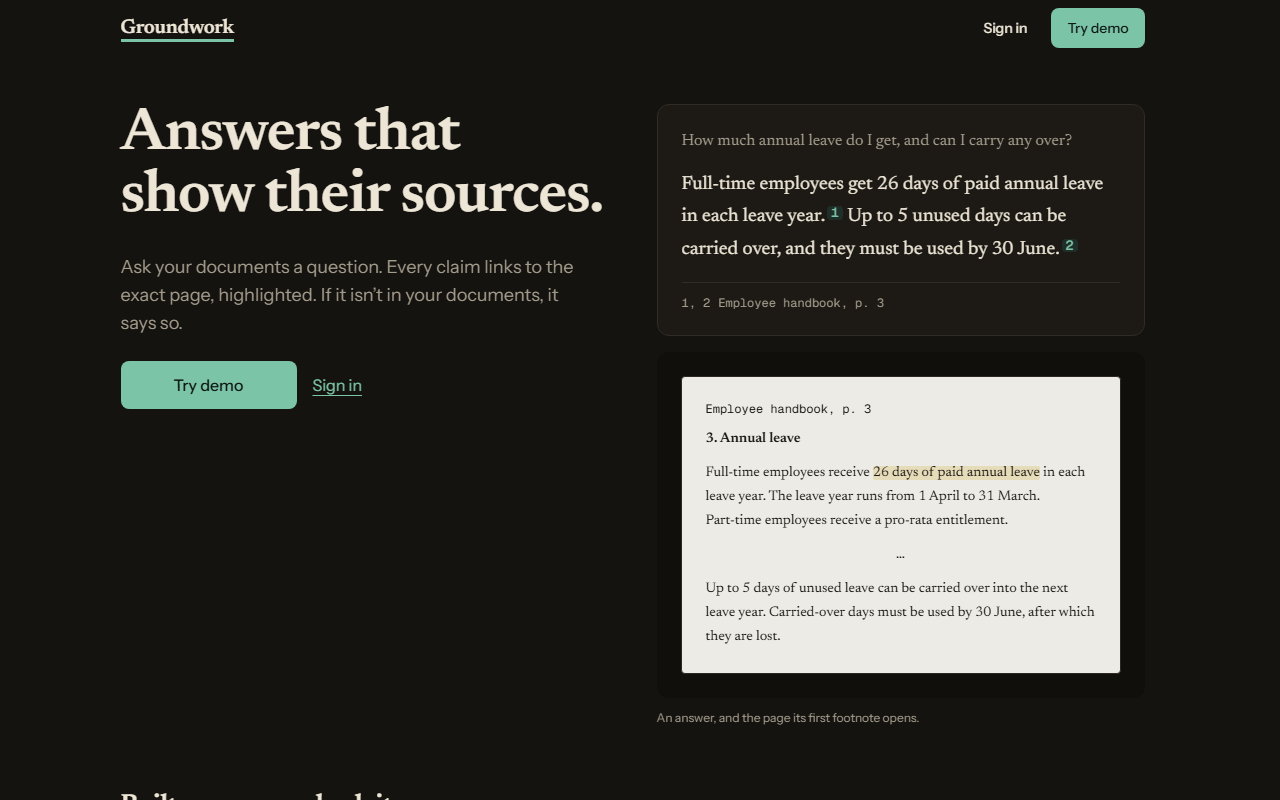 Groundwork
Sign in
Try demo
Answers that
show their sources.
Ask your documents a question. Every claim links to the
exact page, highlighted. If it isn’t in your documents, it
says so.
Try demo
Sign in
How much annual leave do I get, and can I carry any over?
Full-time employees get 26 days of paid annual leave
in each leave year. 1 Up to 5 unused days can be
carried over, and they must be used by 30 June. 2
1, 2 Employee handbook, p. 3
Employee handbook, p. 3
3. Annual leave
Full-time employees receive 26 days of paid annual leave in each
leave year. The leave year runs from 1 April to 31 March.
Part-time employees receive a pro-rata entitlement.
…
Up to 5 days of unused leave can be carried over into the next
leave year. Carried-over days must be used by 30 June, after which
they are lost.
An answer, and the page its first footnote opens.